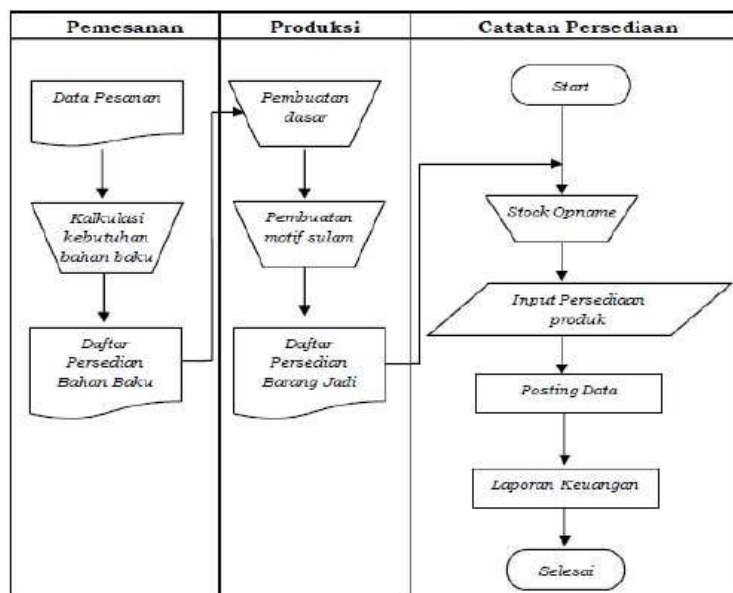 Pemesanan
Produksi
Catatan Persediaan
Data Pesanan
Kalkulasi
kebutuhan
bahan baku
Daftar
Persedian
Bahan Baku
Pembuatan
dasar
Pembuatan
motif sulam
Daftar
Persedian
Barang Jadi
Start
Stock Opname
Input Persediaan
produk
Posting Data
Laporan Keuangan
Selesai